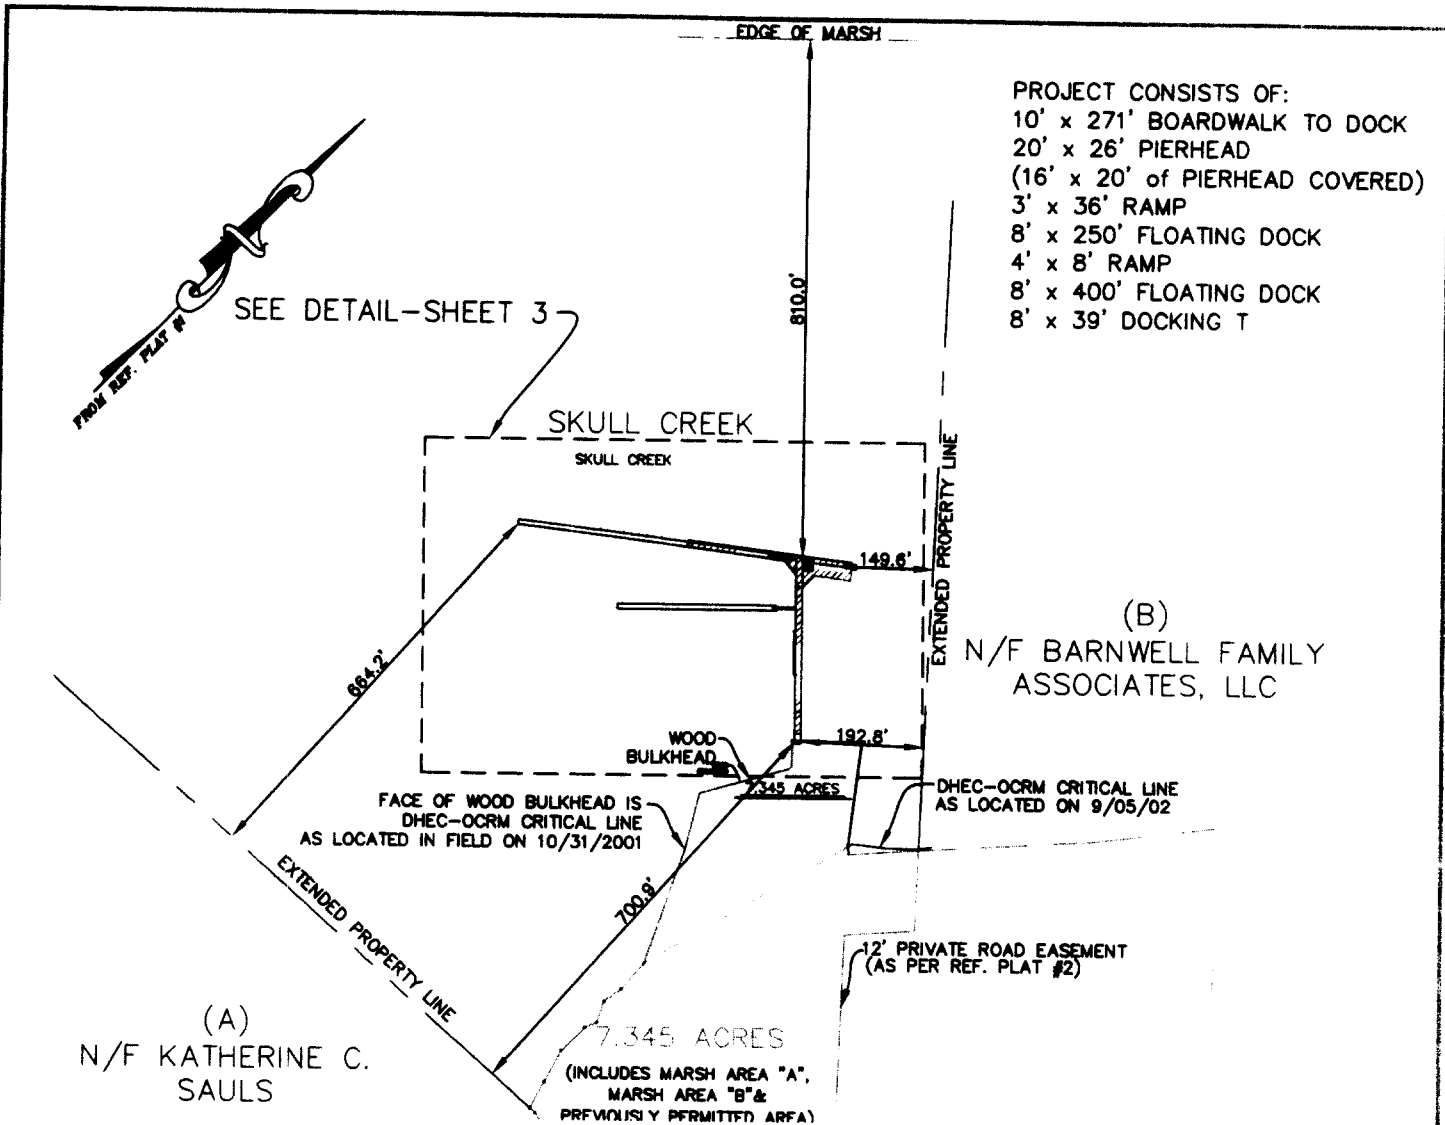 EDGE OF MARSH
PROJECT CONSISTS OF:
10' x 271' BOARDWALK TO DOCK
20' x 26' PIERHEAD
(16' x 20' of PIERHEAD COVERED)
3' x 36' RAMP
8' x 250' FLOATING DOCK
4' x 8' RAMP
8' x 400' FLOATING DOCK
8' x 39' DOCKING T
810.0'
SEE DETAIL-SHEET 3
FROM REF. PLAT
SKULL CREEK
SKULL CREEK
EXTENDED PROPERTY LINE
149.6'
(B)
N/F BARNWELL FAMILY
ASSOCIATES, LLC
664.2'
WOOD
BULKHEAD
192.8'
7.345 ACRES
DHEC-OCRM CRITICAL LINE
AS LOCATED ON 9/05/02
FACE OF WOOD BULKHEAD IS
DHEC-OCRM CRITICAL LINE
AS LOCATED IN FIELD ON 10/31/2001
700.9'
EXTENDED PROPERTY LINE
12' PRIVATE ROAD EASEMENT
(AS PER REF. PLAT #2)
(A)
N/F KATHERINE C.
SAULS
7.345 ACRES
(INCLUDES MARSH AREA "A",
MARSH AREA "B"&
PREVIOUSLY PERMITTED AREA)